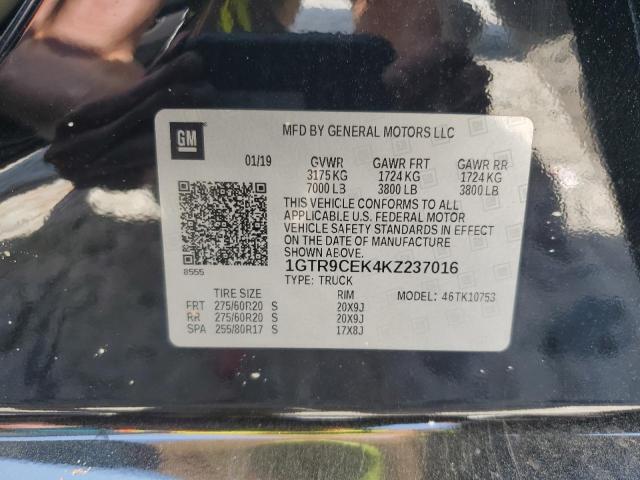 GM
MFD BY GENERAL MOTORS LLC
01/19 GVWR GAWR FRT GAWR RR
3175 KG 1724 KG 1724 KG
7000 LB 3800 LB 3800 LB
THIS VEHICLE CONFORMS TO ALL
APPLICABLE U.S. FEDERAL MOTOR
VEHICLE SAFETY STANDARDS IN EFFECT
ON THE DATE OF MANUFACTURE
SHOWN ABOVE.
8555
1GTR9CEK4KZ237016
TYPE: TRUCK
TIRE SIZE RIM MODEL: 46TK10753
FRT 275/60R20 S 20X9J
RR 275/60R20 S 20X9J
SPA 255/80R17 S 17X8J